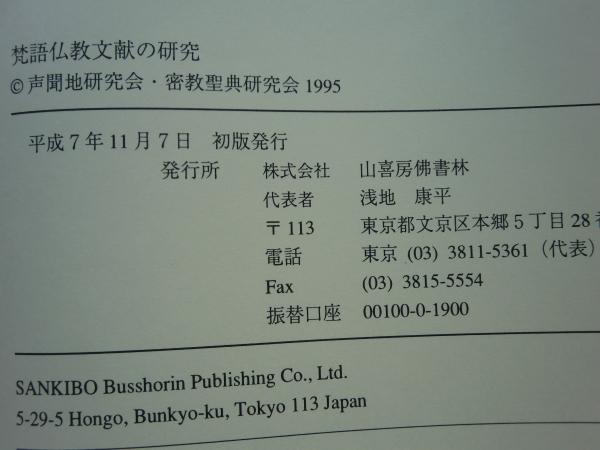 梵語仏教文献の研究
© 声聞地研究会・密教聖典研究会 1995
平成7年11月7日 初版発行
発行所 株式会社 山喜房佛書林
代表者 浅地 康平
〒113 東京都文京区本郷5丁目28
電話 東京 (03) 3811-5361 (代表)
Fax (03) 3815-5554
振替口座 00100-0-1900
SANKIBO Busshorin Publishing Co., Ltd.
5-29-5 Hongo, Bunkyo-ku, Tokyo 113 Japan